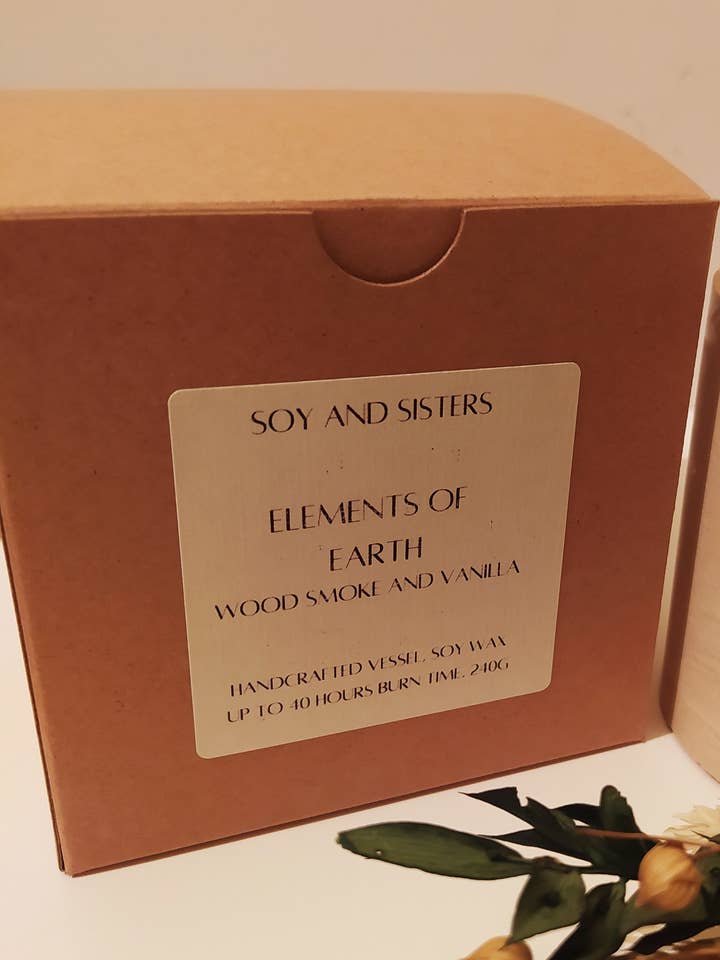 SOY AND SISTERS
ELEMENTS OF
EARTH
WOOD SMOKE AND VANILLA
HANDCRAFTED VESSEL, SOY WAX
UP TO 40 HOURS BURN TIME. 240G